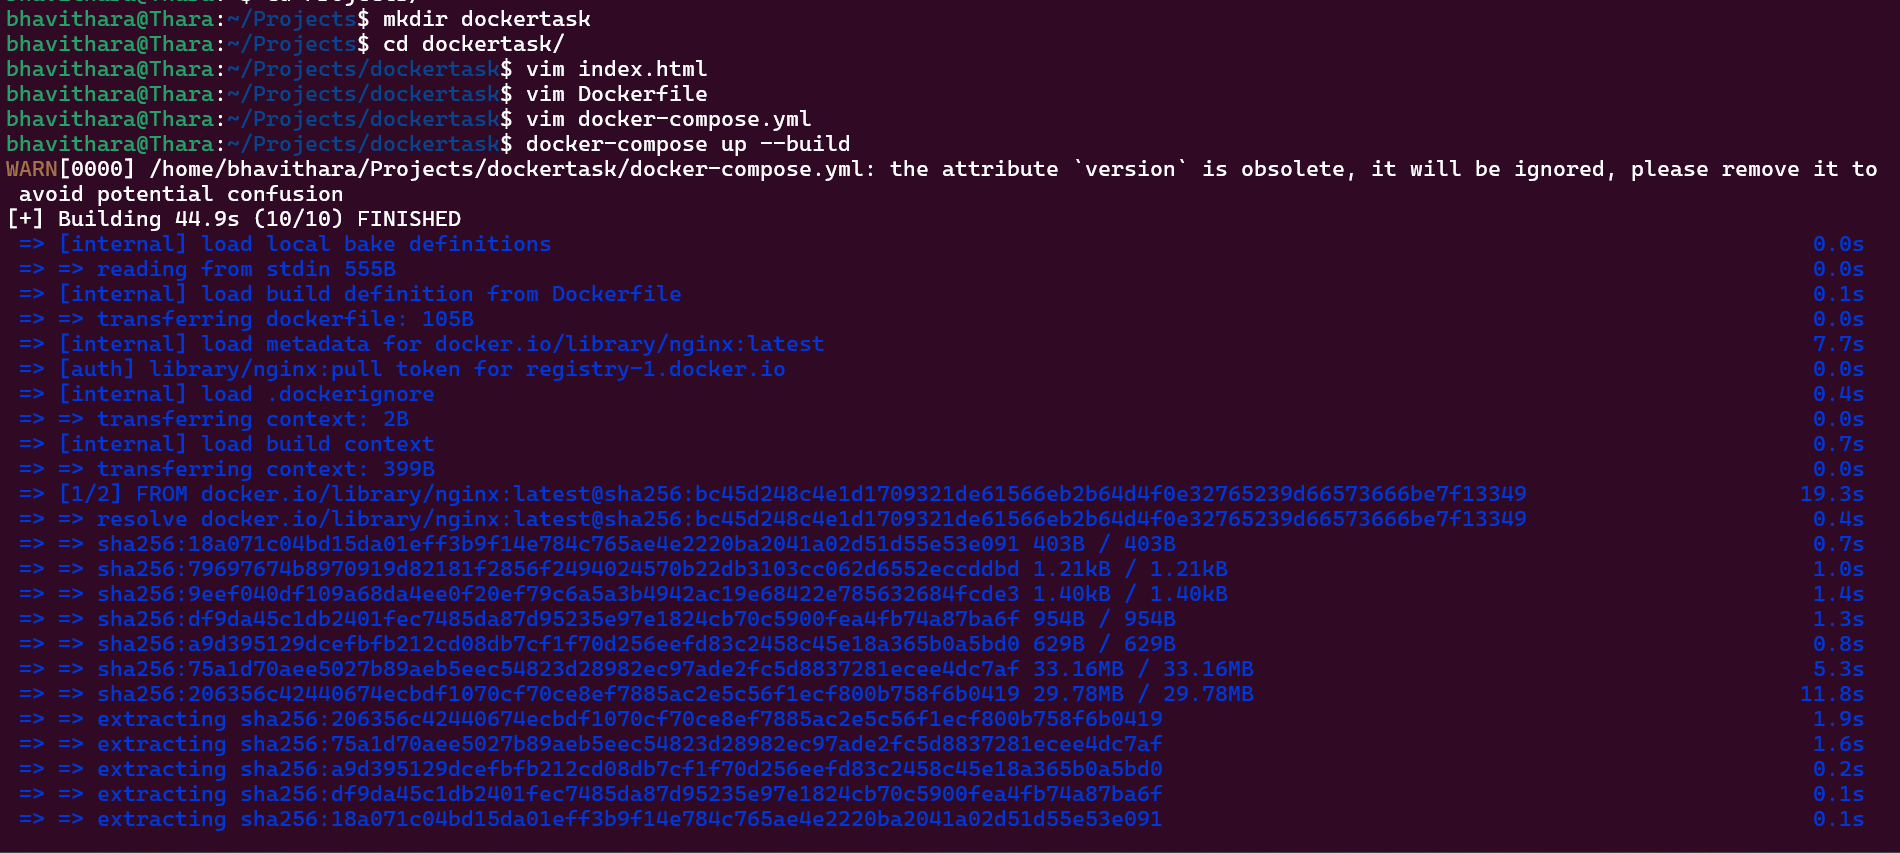 bhavithara@Thara:~/Projects$ mkdir dockertask
bhavithara@Thara:~/Projects$ cd dockertask/
bhavithara@Thara:~/Projects/dockertask$ vim index.html
bhavithara@Thara:~/Projects/dockertask$ vim Dockerfile
bhavithara@Thara:~/Projects/dockertask$ vim docker-compose.yml
bhavithara@Thara:~/Projects/dockertask$ docker-compose up --build
WARN[0000] /home/bhavithara/Projects/dockertask/docker-compose.yml: the attribute `version` is obsolete, it will be ignored, please remove it to
 avoid potential confusion
[+] Building 44.9s (10/10) FINISHED
 => [internal] load local bake definitions 0.0s
 => => reading from stdin 555B 0.0s
 => [internal] load build definition from Dockerfile 0.1s
 => => transferring dockerfile: 105B 0.0s
 => [internal] load metadata for docker.io/library/nginx:latest 7.7s
 => [auth] library/nginx:pull token for registry-1.docker.io 0.0s
 => [internal] load .dockerignore 0.4s
 => => transferring context: 2B 0.0s
 => [internal] load build context 0.7s
 => => transferring context: 399B 0.0s
 => [1/2] FROM docker.io/library/nginx:latest@sha256:bc45d248c4e1d1709321de61566eb2b64d4f0e32765239d66573666be7f13349 19.3s
 => => resolve docker.io/library/nginx:latest@sha256:bc45d248c4e1d1709321de61566eb2b64d4f0e32765239d66573666be7f13349 0.4s
 => => sha256:18a071c04bd15da01eff3b9f14e784c765ae4e2220ba2041a02d51d55e53e091 403B / 403B 0.7s
 => => sha256:79697674b8970919d82181f2856f2494024570b22db3103cc062d6552eccddbd 1.21kB / 1.21kB 1.0s
 => => sha256:9eef040df109a68da4ee0f20ef79c6a5a3b4942ac19e68422e785632684fcde3 1.40kB / 1.40kB 1.4s
 => => sha256:df9da45c1db2401fec7485da87d95235e97e1824cb70c5900fea4fb74a87ba6f 954B / 954B 1.3s
 => => sha256:a9d395129dcefbfb212cd08db7cf1f70d256eefd83c2458c45e18a365b0a5bd0 629B / 629B 0.8s
 => => sha256:75a1d70aee5027b89aeb5eec54823d28982ec97ade2fc5d8837281ecee4dc7af 33.16MB / 33.16MB 5.3s
 => => sha256:206356c42440674ecbdf1070cf70ce8ef7885ac2e5c56f1ecf800b758f6b0419 29.78MB / 29.78MB 11.8s
 => => extracting sha256:206356c42440674ecbdf1070cf70ce8ef7885ac2e5c56f1ecf800b758f6b0419 1.9s
 => => extracting sha256:75a1d70aee5027b89aeb5eec54823d28982ec97ade2fc5d8837281ecee4dc7af 1.6s
 => => extracting sha256:a9d395129dcefbfb212cd08db7cf1f70d256eefd83c2458c45e18a365b0a5bd0 0.2s
 => => extracting sha256:df9da45c1db2401fec7485da87d95235e97e1824cb70c5900fea4fb74a87ba6f 0.1s
 => => extracting sha256:18a071c04bd15da01eff3b9f14e784c765ae4e2220ba2041a02d51d55e53e091 0.1s